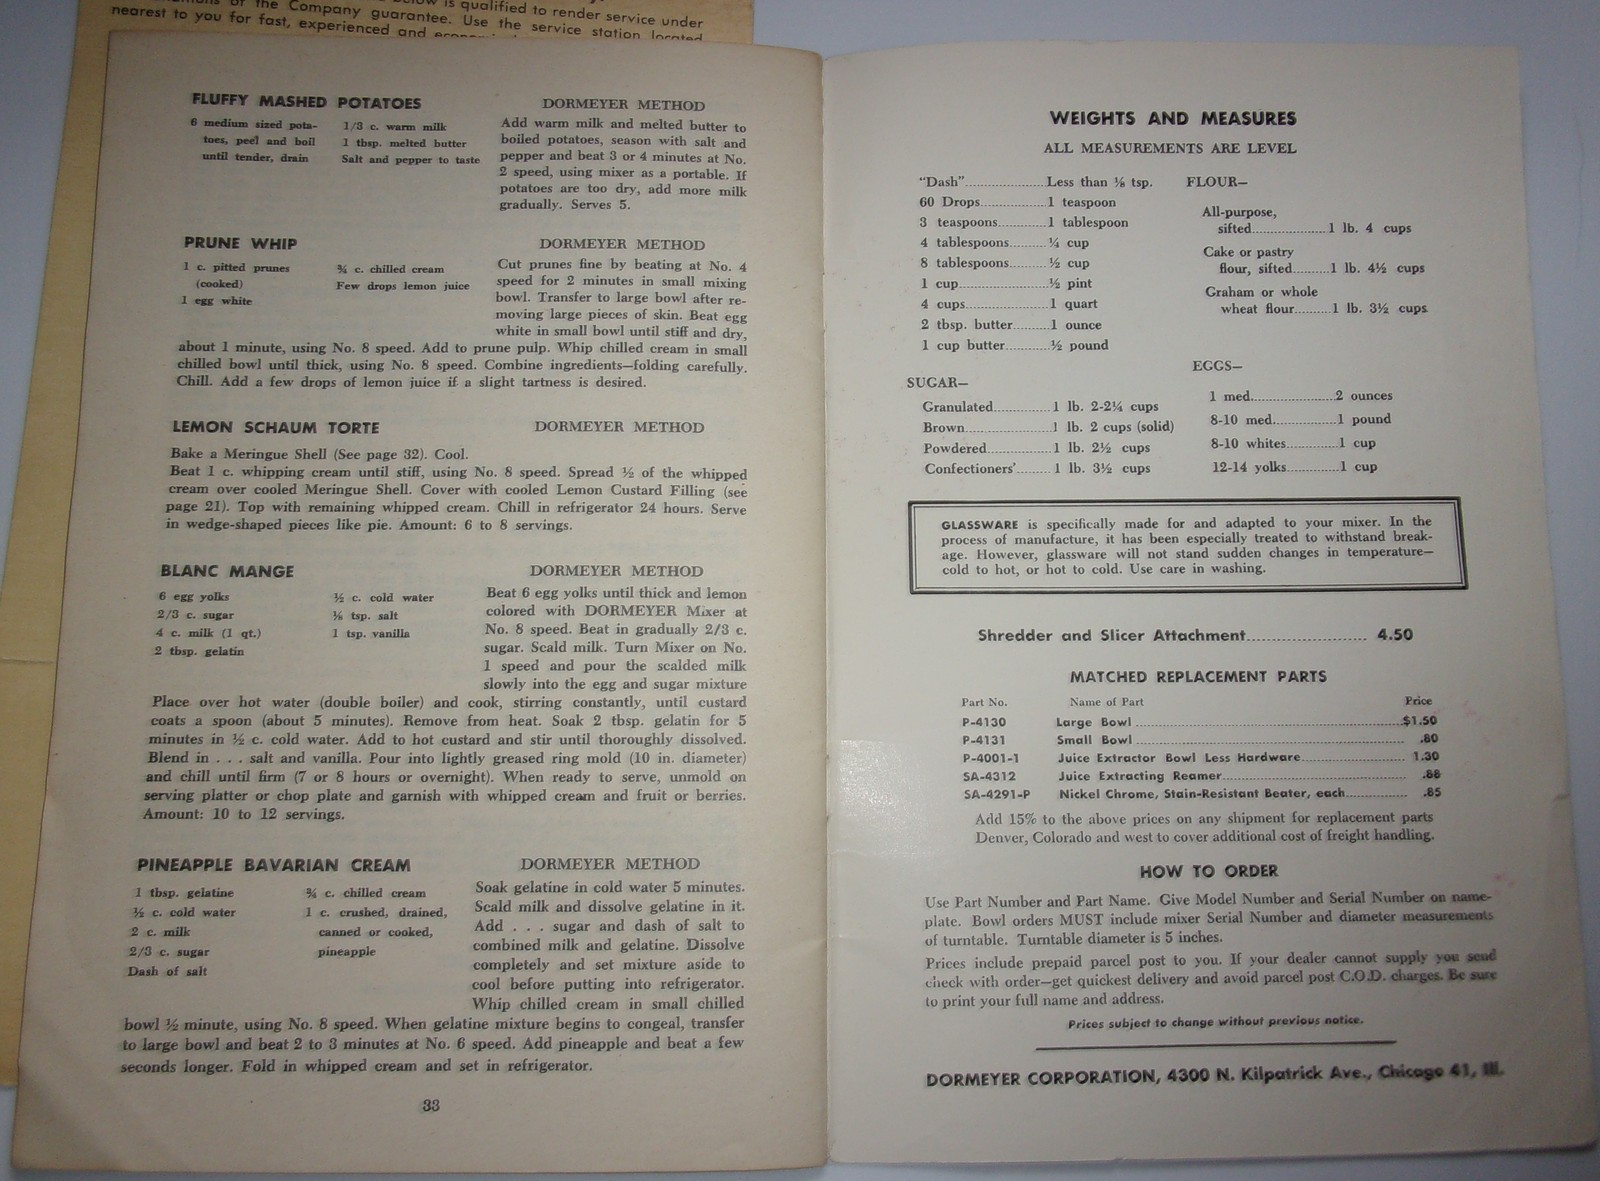 of the Company guarantee. Use the service station located
below is qualified to render service under
nearest to you for fast, experienced and
FLUFFY MASHED POTATOES
6 medium sized pota-
toes, peel and boil
until tender, drain
1/3 c. warm milk
1 tbsp. melted butter
Salt and pepper to taste
DORMEYER METHOD
Add warm milk and melted butter to
boiled potatoes, season with salt and
pepper and beat 3 or 4 minutes at No.
2 speed, using mixer as a portable. If
potatoes are too dry, add more milk
gradually. Serves 5.
PRUNE WHIP
1 c. pitted prunes
(cooked)
1 egg white
¾ c. chilled cream
Few drops lemon juice
DORMEYER METHOD
Cut prunes fine by beating at No. 4
speed for 2 minutes in small mixing
bowl. Transfer to large bowl after re-
moving large pieces of skin. Beat egg
white in small bowl until stiff and dry,
about 1 minute, using No. 8 speed. Add to prune pulp. Whip chilled cream in small
chilled bowl until thick, using No. 8 speed. Combine ingredients—folding carefully.
Chill. Add a few drops of lemon juice if a slight tartness is desired.
LEMON SCHAUM TORTE
DORMEYER METHOD
Bake a Meringue Shell (See page 32). Cool.
Beat 1 c. whipping cream until stiff, using No. 8 speed. Spread ½ of the whipped
cream over cooled Meringue Shell. Cover with cooled Lemon Custard Filling (see
page 21). Top with remaining whipped cream. Chill in refrigerator 24 hours. Serve
in wedge-shaped pieces like pie. Amount: 6 to 8 servings.
BLANC MANGE
6 egg yolks
2/3 c. sugar
4 c. milk (1 qt.)
2 tbsp. gelatin
½ c. cold water
⅛ tsp. salt
1 tsp. vanilla
DORMEYER METHOD
Beat 6 egg yolks until thick and lemon
colored with DORMEYER Mixer at
No. 8 speed. Beat in gradually 2/3 c.
sugar. Scald milk. Turn Mixer on No.
1 speed and pour the scalded milk
slowly into the egg and sugar mixture
Place over hot water (double boiler) and cook, stirring constantly, until custard
coats a spoon (about 5 minutes). Remove from heat. Soak 2 tbsp. gelatin for 5
minutes in ½ c. cold water. Add to hot custard and stir until thoroughly dissolved.
Blend in . . . salt and vanilla. Pour into lightly greased ring mold (10 in. diameter)
and chill until firm (7 or 8 hours or overnight). When ready to serve, unmold on
serving platter or chop plate and garnish with whipped cream and fruit or berries.
Amount: 10 to 12 servings.
PINEAPPLE BAVARIAN CREAM
1 tbsp. gelatine
½ c. cold water
2 c. milk
2/3 c. sugar
Dash of salt
¾ c. chilled cream
1 c. crushed, drained,
canned or cooked,
pineapple
DORMEYER METHOD
Soak gelatine in cold water 5 minutes.
Scald milk and dissolve gelatine in it.
Add . . . sugar and dash of salt to
combined milk and gelatine. Dissolve
completely and set mixture aside to
cool before putting into refrigerator.
Whip chilled cream in small chilled
bowl ½ minute, using No. 8 speed. When gelatine mixture begins to congeal, transfer
to large bowl and beat 2 to 3 minutes at No. 6 speed. Add pineapple and beat a few
seconds longer. Fold in whipped cream and set in refrigerator.
33
WEIGHTS AND MEASURES
ALL MEASUREMENTS ARE LEVEL
"Dash"....................Less than ⅛ tsp.
60 Drops................1 teaspoon
3 teaspoons............1 tablespoon
4 tablespoons.........¼ cup
8 tablespoons.........½ cup
1 cup......................½ pint
4 cups.....................1 quart
2 tbsp. butter.........1 ounce
1 cup butter...........½ pound
SUGAR—
Granulated..............1 lb. 2-2¼ cups
Brown.....................1 lb. 2 cups (solid)
Powdered................1 lb. 2½ cups
Confectioners'.........1 lb. 3½ cups
FLOUR—
All-purpose,
sifted...................1 lb. 4 cups
Cake or pastry
flour, sifted.........1 lb. 4½ cups
Graham or whole
wheat flour.........1 lb. 3½ cups
EGGS—
1 med.....................2 ounces
8-10 med.................1 pound
8-10 whites.............1 cup
12-14 yolks.............1 cup
GLASSWARE is specifically made for and adapted to your mixer. In the
process of manufacture, it has been especially treated to withstand break-
age. However, glassware will not stand sudden changes in temperature—
cold to hot, or hot to cold. Use care in washing.
Shredder and Slicer Attachment........................ 4.50
MATCHED REPLACEMENT PARTS
Part No. Name of Part Price
P-4130 Large Bowl ........................................$1.50
P-4131 Small Bowl ........................................ .80
P-4001-1 Juice Extractor Bowl Less Hardware.................... 1.30
SA-4312 Juice Extracting Reamer.................................... .88
SA-4291-P Nickel Chrome, Stain-Resistant Beater, each............... .85
Add 15% to the above prices on any shipment for replacement parts
Denver, Colorado and west to cover additional cost of freight handling.
HOW TO ORDER
Use Part Number and Part Name. Give Model Number and Serial Number on name-
plate. Bowl orders MUST include mixer Serial Number and diameter measurements
of turntable. Turntable diameter is 5 inches.
Prices include prepaid parcel post to you. If your dealer cannot supply you send
check with order—get quickest delivery and avoid parcel post C.O.D. charges. Be sure
to print your full name and address.
Prices subject to change without previous notice.
DORMEYER CORPORATION, 4300 N. Kilpatrick Ave., Chicago 41, Ill.